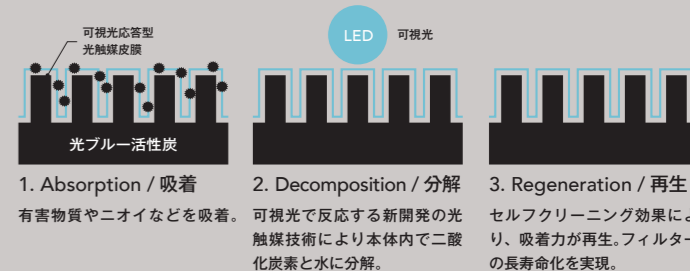 可視光応答型
光触媒皮膜
光ブルー活性炭
1. Absorption / 吸着
有害物質やニオイなどを吸着。
LED
可視光
2. Decomposition / 分解
可視光で反応する新開発の光
触媒技術により本体内で二酸
化炭素と水に分解。
3. Regeneration / 再生
セルフクリーニング効果によ
り、吸着力が再生。フィルター
の長寿命化を実現。